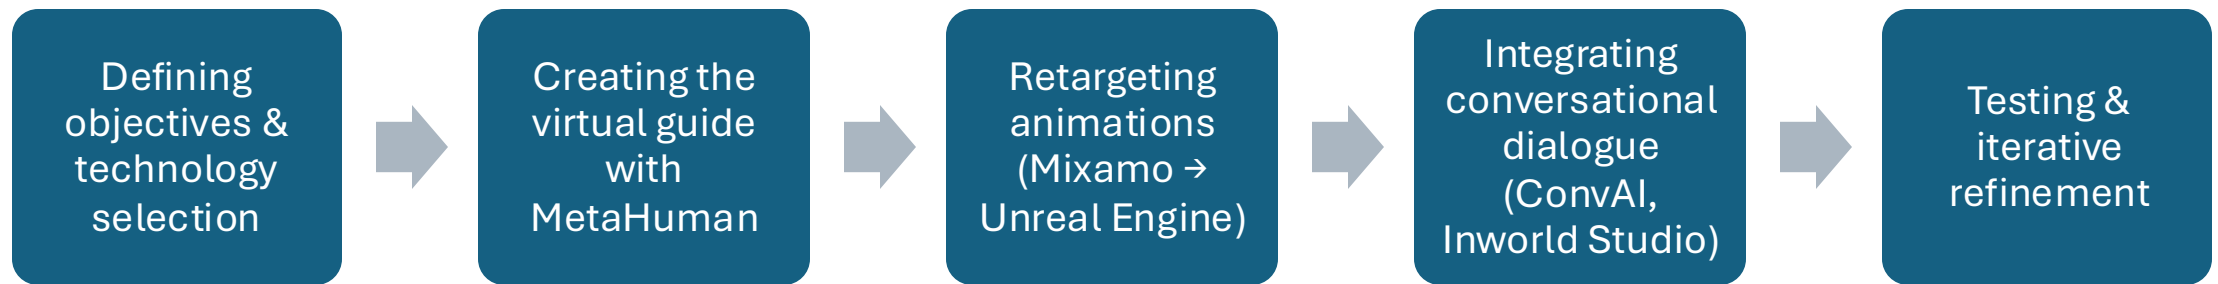 Defining
objectives &
technology
selection
Creating the
virtual guide
with
MetaHuman
Retargeting
animations
(Mixamo →
Unreal Engine)
Integrating
conversational
dialogue
(ConvAI,
Inworld Studio)
Testing &
iterative
refinement